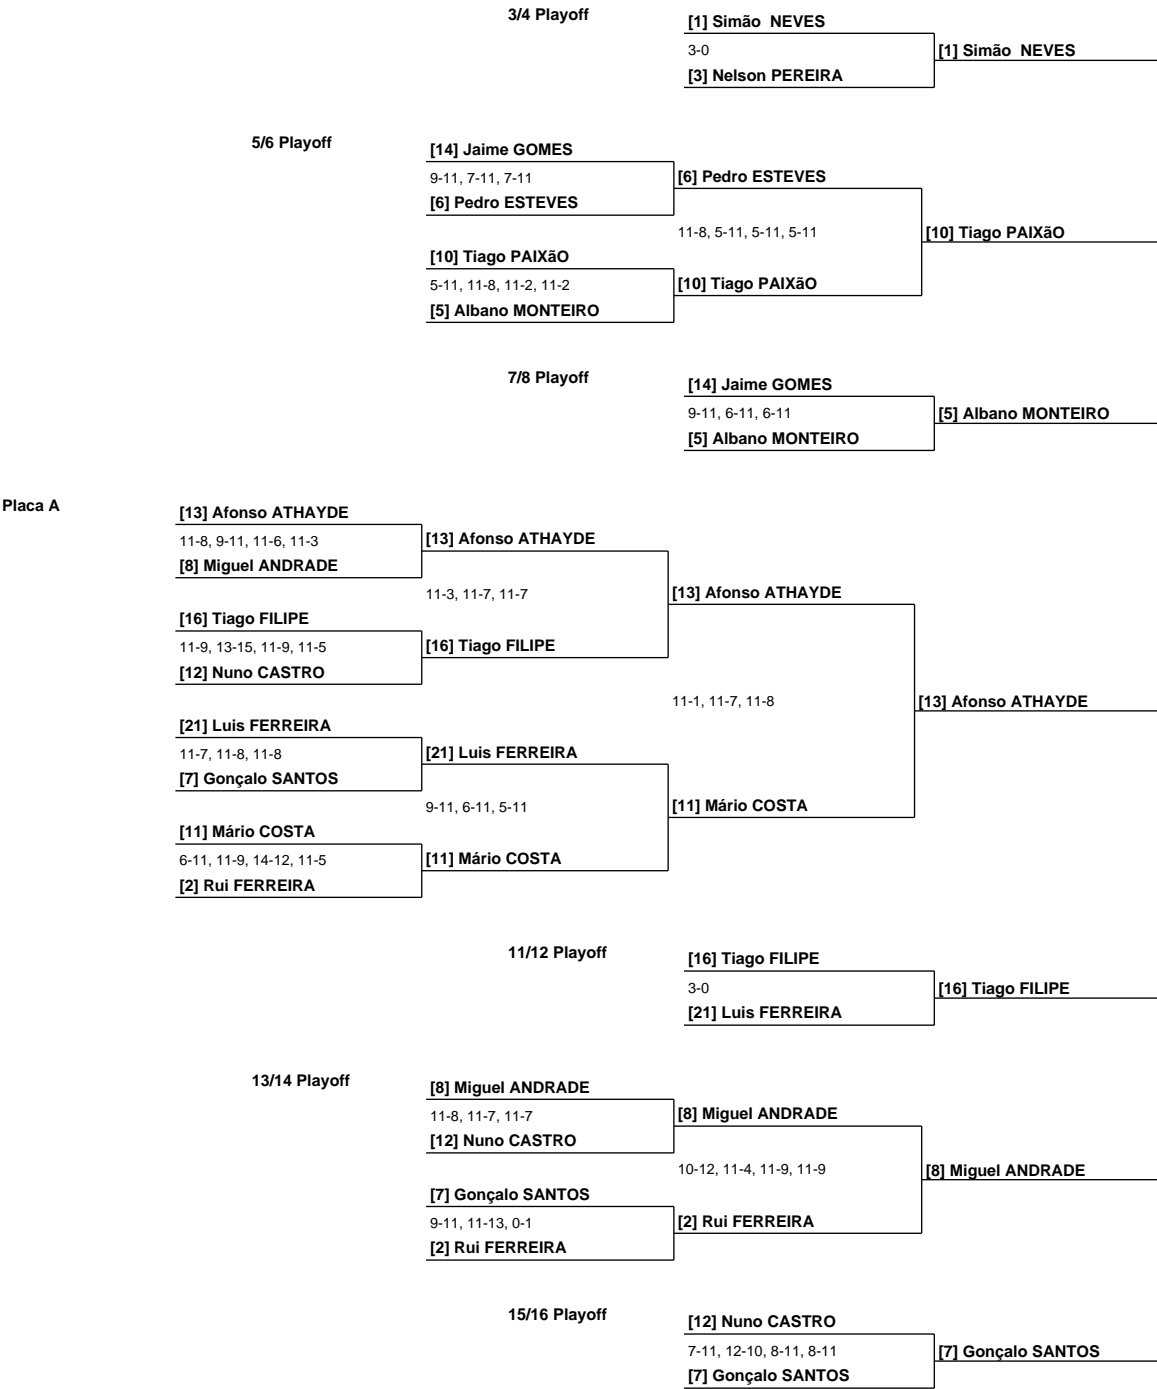 3/4 Playoff
[1] Simão  NEVES
3-0
[1] Simão  NEVES
[3] Nelson PEREIRA
5/6 Playoff
[14] Jaime GOMES
9-11, 7-11, 7-11
[6] Pedro ESTEVES
[6] Pedro ESTEVES
11-8, 5-11, 5-11, 5-11
[10] Tiago PAIXãO
[10] Tiago PAIXãO
5-11, 11-8, 11-2, 11-2
[10] Tiago PAIXãO
[5] Albano MONTEIRO
7/8 Playoff
[14] Jaime GOMES
9-11, 6-11, 6-11
[5] Albano MONTEIRO
[5] Albano MONTEIRO
Placa A
[13] Afonso ATHAYDE
11-8, 9-11, 11-6, 11-3
[13] Afonso ATHAYDE
[8] Miguel ANDRADE
11-3, 11-7, 11-7
[13] Afonso ATHAYDE
[16] Tiago FILIPE
11-9, 13-15, 11-9, 11-5
[16] Tiago FILIPE
[12] Nuno CASTRO
11-1, 11-7, 11-8
[13] Afonso ATHAYDE
[21] Luis FERREIRA
11-7, 11-8, 11-8
[21] Luis FERREIRA
[7] Gonçalo SANTOS
9-11, 6-11, 5-11
[11] Mário COSTA
[11] Mário COSTA
6-11, 11-9, 14-12, 11-5
[11] Mário COSTA
[2] Rui FERREIRA
11/12 Playoff
[16] Tiago FILIPE
3-0
[16] Tiago FILIPE
[21] Luis FERREIRA
13/14 Playoff
[8] Miguel ANDRADE
11-8, 11-7, 11-7
[8] Miguel ANDRADE
[12] Nuno CASTRO
10-12, 11-4, 11-9, 11-9
[8] Miguel ANDRADE
[7] Gonçalo SANTOS
9-11, 11-13, 0-1
[2] Rui FERREIRA
[2] Rui FERREIRA
15/16 Playoff
[12] Nuno CASTRO
7-11, 12-10, 8-11, 8-11
[7] Gonçalo SANTOS
[7] Gonçalo SANTOS